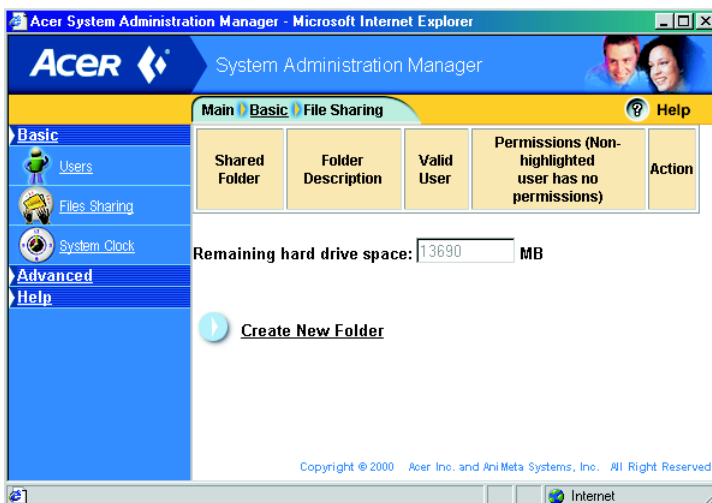 Acer System Administration Manager - Microsoft Internet Explorer
Acer
System Administration Manager
Main Basic File Sharing
Help
Basic
Users
Files Sharing
System Clock
Advanced
Help
Shared Folder
Folder Description
Valid User
Permissions (Non-highlighted user has no permissions)
Action
Remaining hard drive space: 13690 MB
Create New Folder
Copyright © 2000 Acer Inc. and AniMeta Systems, Inc. All Right Reserved
Internet